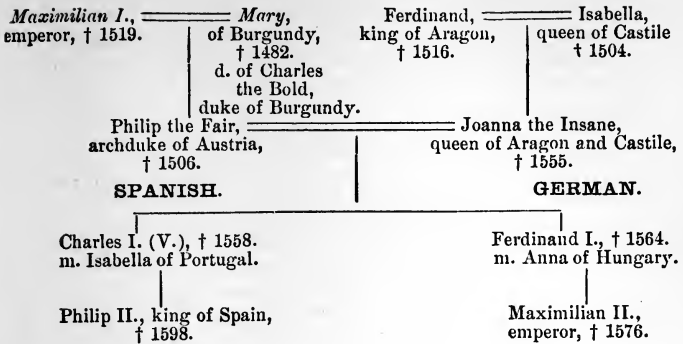 Maximilian I.,
emperor, † 1519.
Mary,
of Burgundy,
† 1482.
d. of Charles
the Bold,
duke of Burgundy.
Ferdinand,
king of Aragon,
† 1516.
Isabella,
queen of Castile
† 1504.
Philip the Fair,
archduke of Austria,
† 1506.
Joanna the Insane,
queen of Aragon and Castile,
† 1555.
SPANISH.
GERMAN.
Charles I. (V.), † 1558.
m. Isabella of Portugal.
Ferdinand I., † 1564.
m. Anna of Hungary.
Philip II., king of Spain,
† 1598.
Maximilian II.,
emperor, † 1576.